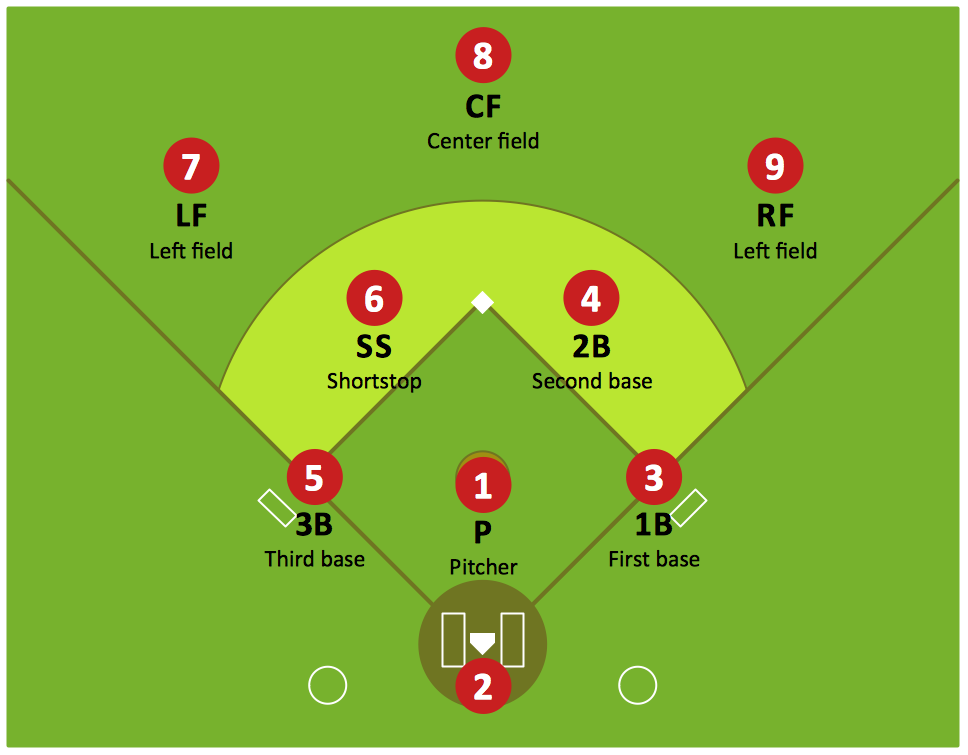 8
CF
Center field
7
LF
Left field
9
RF
Left field
6
SS
Shortstop
4
2B
Second base
5
3B
Third base
1
P
Pitcher
3
1B
First base
2